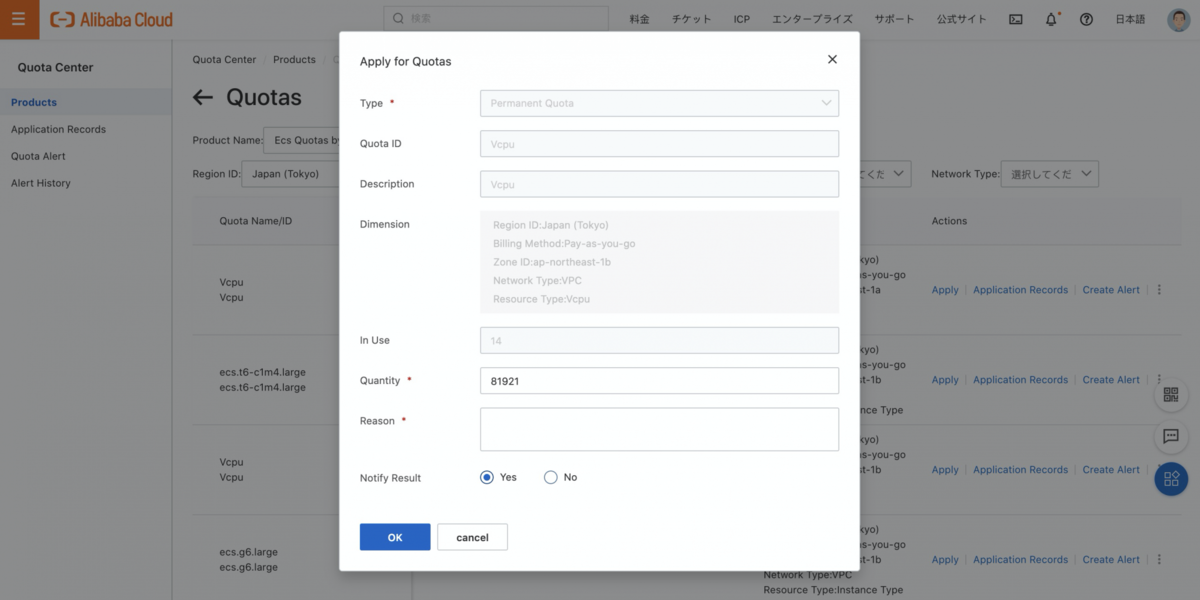 Alibaba Cloud
検索
料金 チケット ICP エンタープライズ サポート 公式サイト 日本語
Quota Center
Products
Application Records
Quota Alert
Alert History
Quota Center / Products /
← Quotas
Product Name: Ecs Quotas by
Region ID: Japan (Tokyo)
てくだ
Network Type: 選択してくだ
Quota Name/ID
Actions
Vcpu
Vcpu
kyo)
as-you-go
st-1a
Apply Application Records Create Alert
ecs.t6-c1m4.large
ecs.t6-c1m4.large
kyo)
as-you-go
st-1b
nce Type
Apply Application Records Create Alert
Vcpu
Vcpu
kyo)
as-you-go
st-1b
Apply Application Records Create Alert
ecs.g6.large
ecs.g6.large
kyo)
as-you-go
st-1b
Network Type:VPC
Resource Type:Instance Type
Apply Application Records Create Alert
Apply for Quotas
Type * Permanent Quota
Quota ID Vcpu
Description Vcpu
Dimension
Region ID:Japan (Tokyo)
Billing Method:Pay-as-you-go
Zone ID:ap-northeast-1b
Network Type:VPC
Resource Type:Vcpu
In Use 14
Quantity * 81921
Reason *
Notify Result Yes No
OK cancel